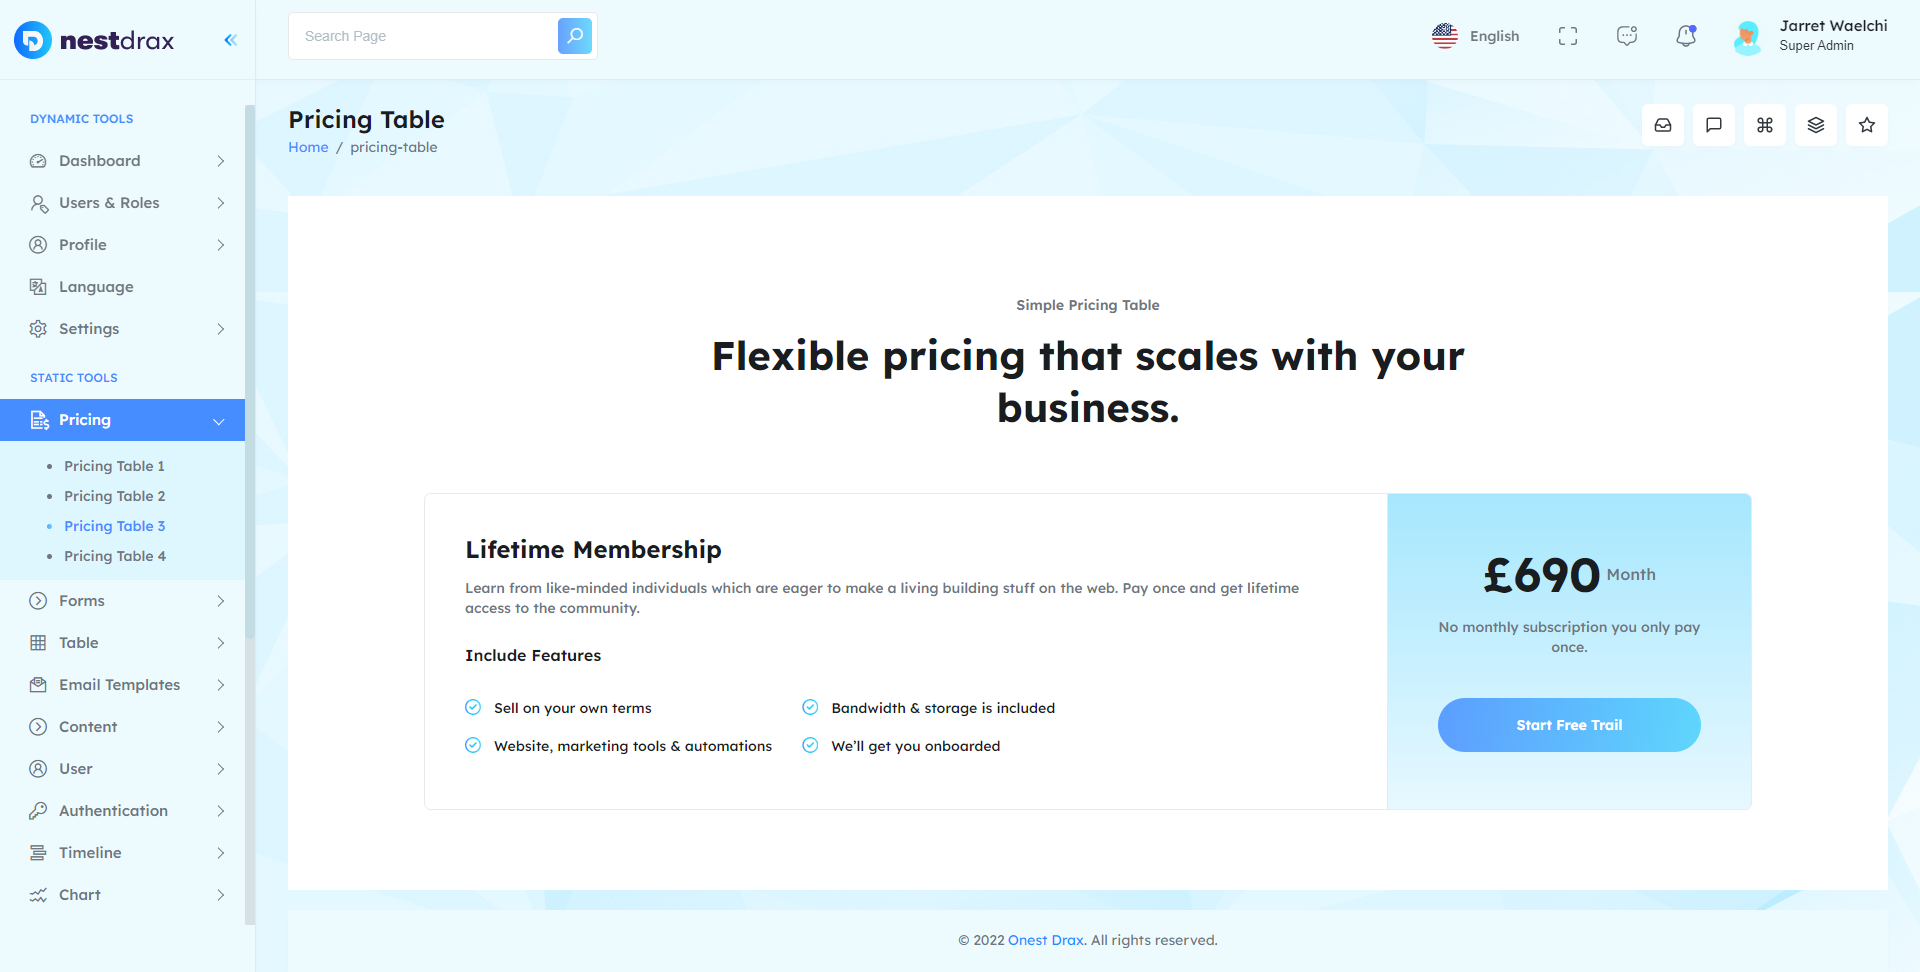 nestdrax
Search Page
English
Jarret Waelchi
Super Admin
DYNAMIC TOOLS
Dashboard
Users & Roles
Profile
Language
Settings
STATIC TOOLS
Pricing
Pricing Table 1
Pricing Table 2
Pricing Table 3
Pricing Table 4
Forms
Table
Email Templates
Content
User
Authentication
Timeline
Chart
Pricing Table
Home / pricing-table
Simple Pricing Table
Flexible pricing that scales with your
business.
Lifetime Membership
Learn from like-minded individuals which are eager to make a living building stuff on the web. Pay once and get lifetime
access to the community.
Include Features
Sell on your own terms
Bandwidth & storage is included
Website, marketing tools & automations
We’ll get you onboarded
£690 Month
No monthly subscription you only pay
once.
Start Free Trail
© 2022 Onest Drax. All rights reserved.